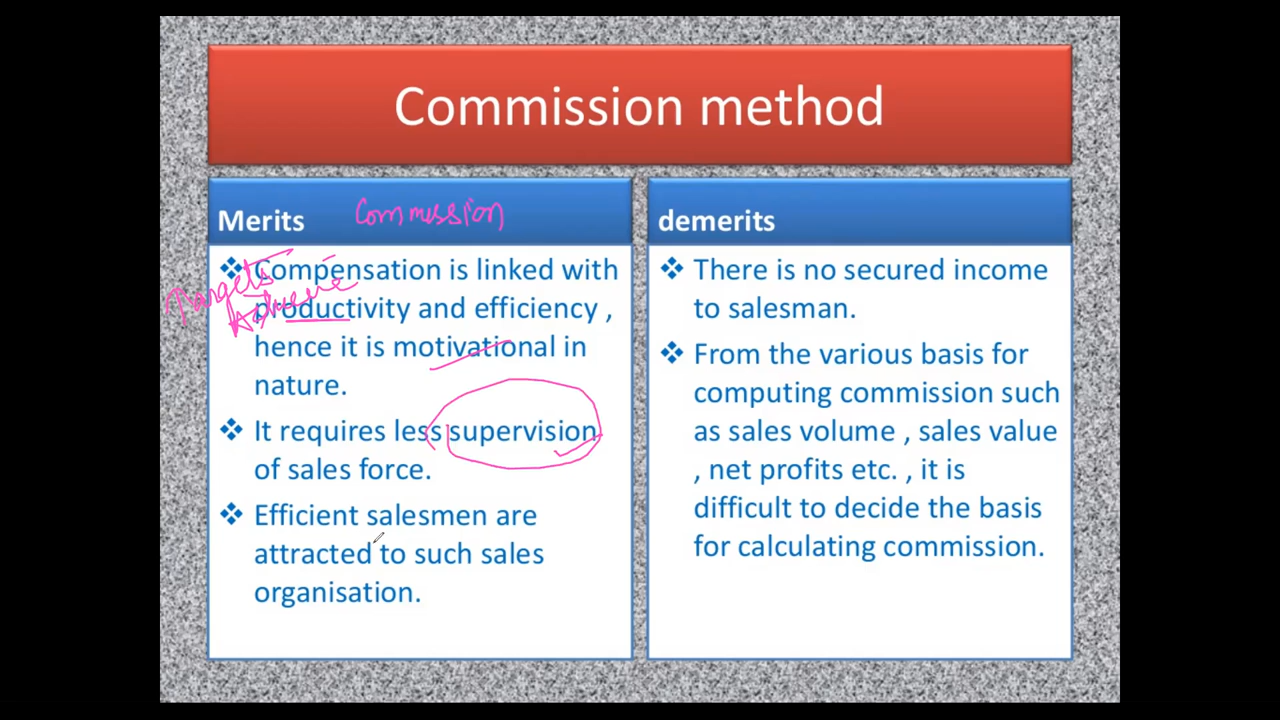 Commission method
Merits
Commission
Targets
Achieve
❖ Compensation is linked with
productivity and efficiency ,
hence it is motivational in
nature.
❖ It requires less supervision
of sales force.
❖ Efficient salesmen are
attracted to such sales
organisation.
demerits
❖ There is no secured income
to salesman.
❖ From the various basis for
computing commission such
as sales volume , sales value
, net profits etc. , it is
difficult to decide the basis
for calculating commission.